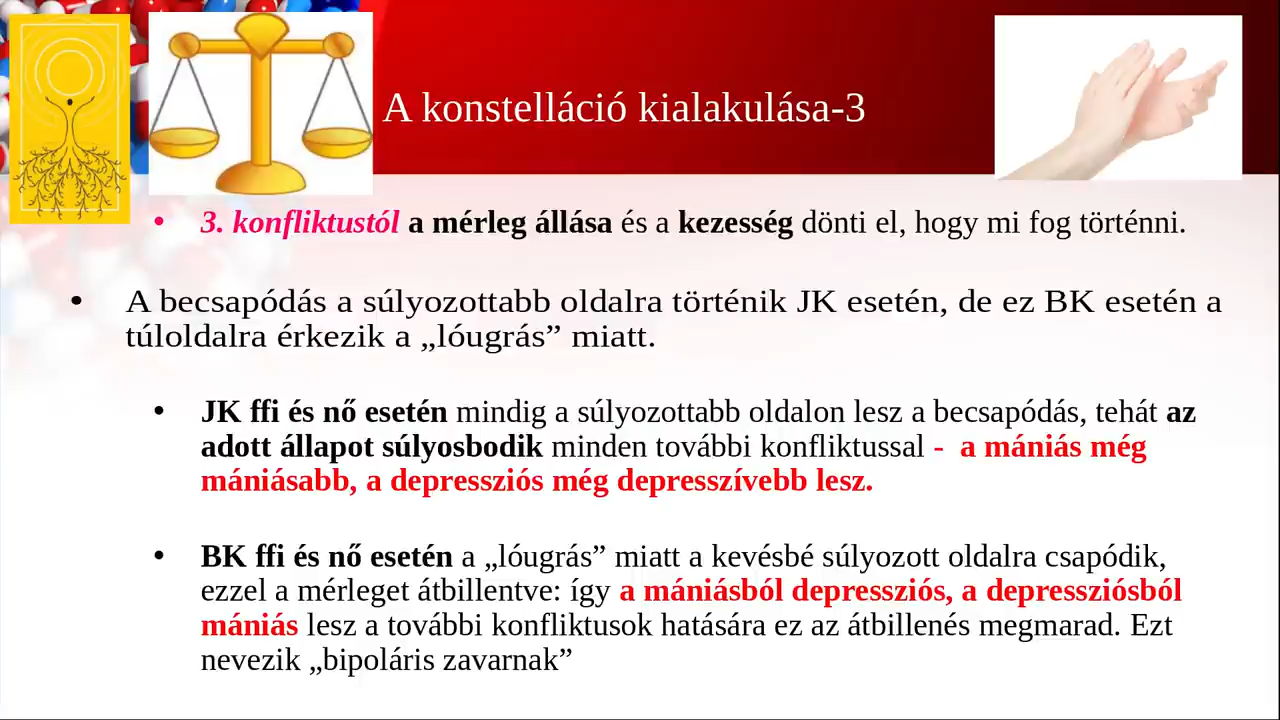 A konstelláció kialakulása-3
• 3. konfliktustól a mérleg állása és a kezesség dönti el, hogy mi fog történni.
• A becsapódás a súlyozottabb oldalra történik JK esetén, de ez BK esetén a
túloldalra érkezik a „lóugrás” miatt.
• JK ffi és nő esetén mindig a súlyozottabb oldalon lesz a becsapódás, tehát az
adott állapot súlyosbodik minden további konfliktussal - a mániás még
mániásabb, a depressziós még depresszívebb lesz.
• BK ffi és nő esetén a „lóugrás” miatt a kevésbé súlyozott oldalra csapódik,
ezzel a mérleget átbillentve: így a mániásból depressziós, a depressziósból
mániás lesz a további konfliktusok hatására ez az átbillenés megmarad. Ezt
nevezik „bipoláris zavarnak”